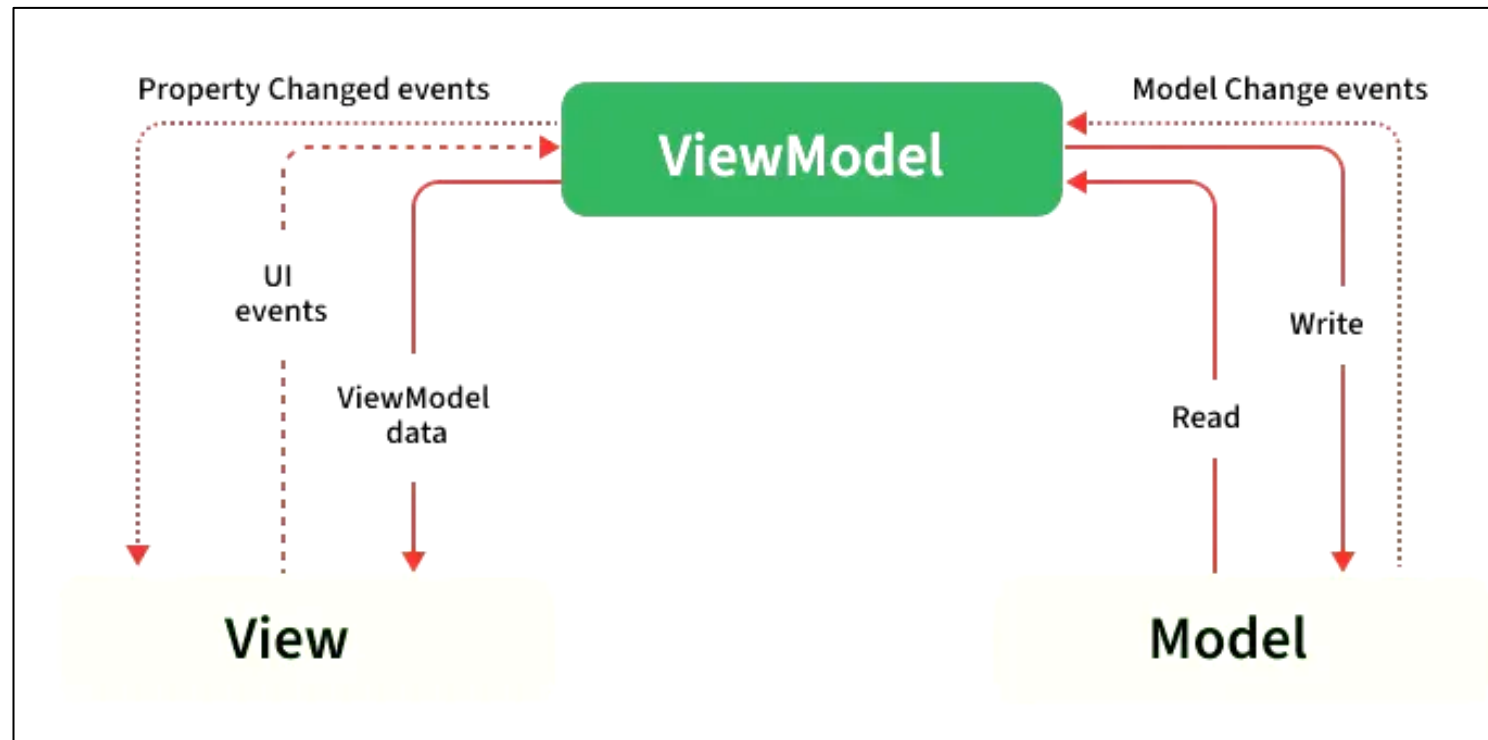 Property Changed events
Model Change events
ViewModel
UI
events
Write
ViewModel
data
Read
View
Model